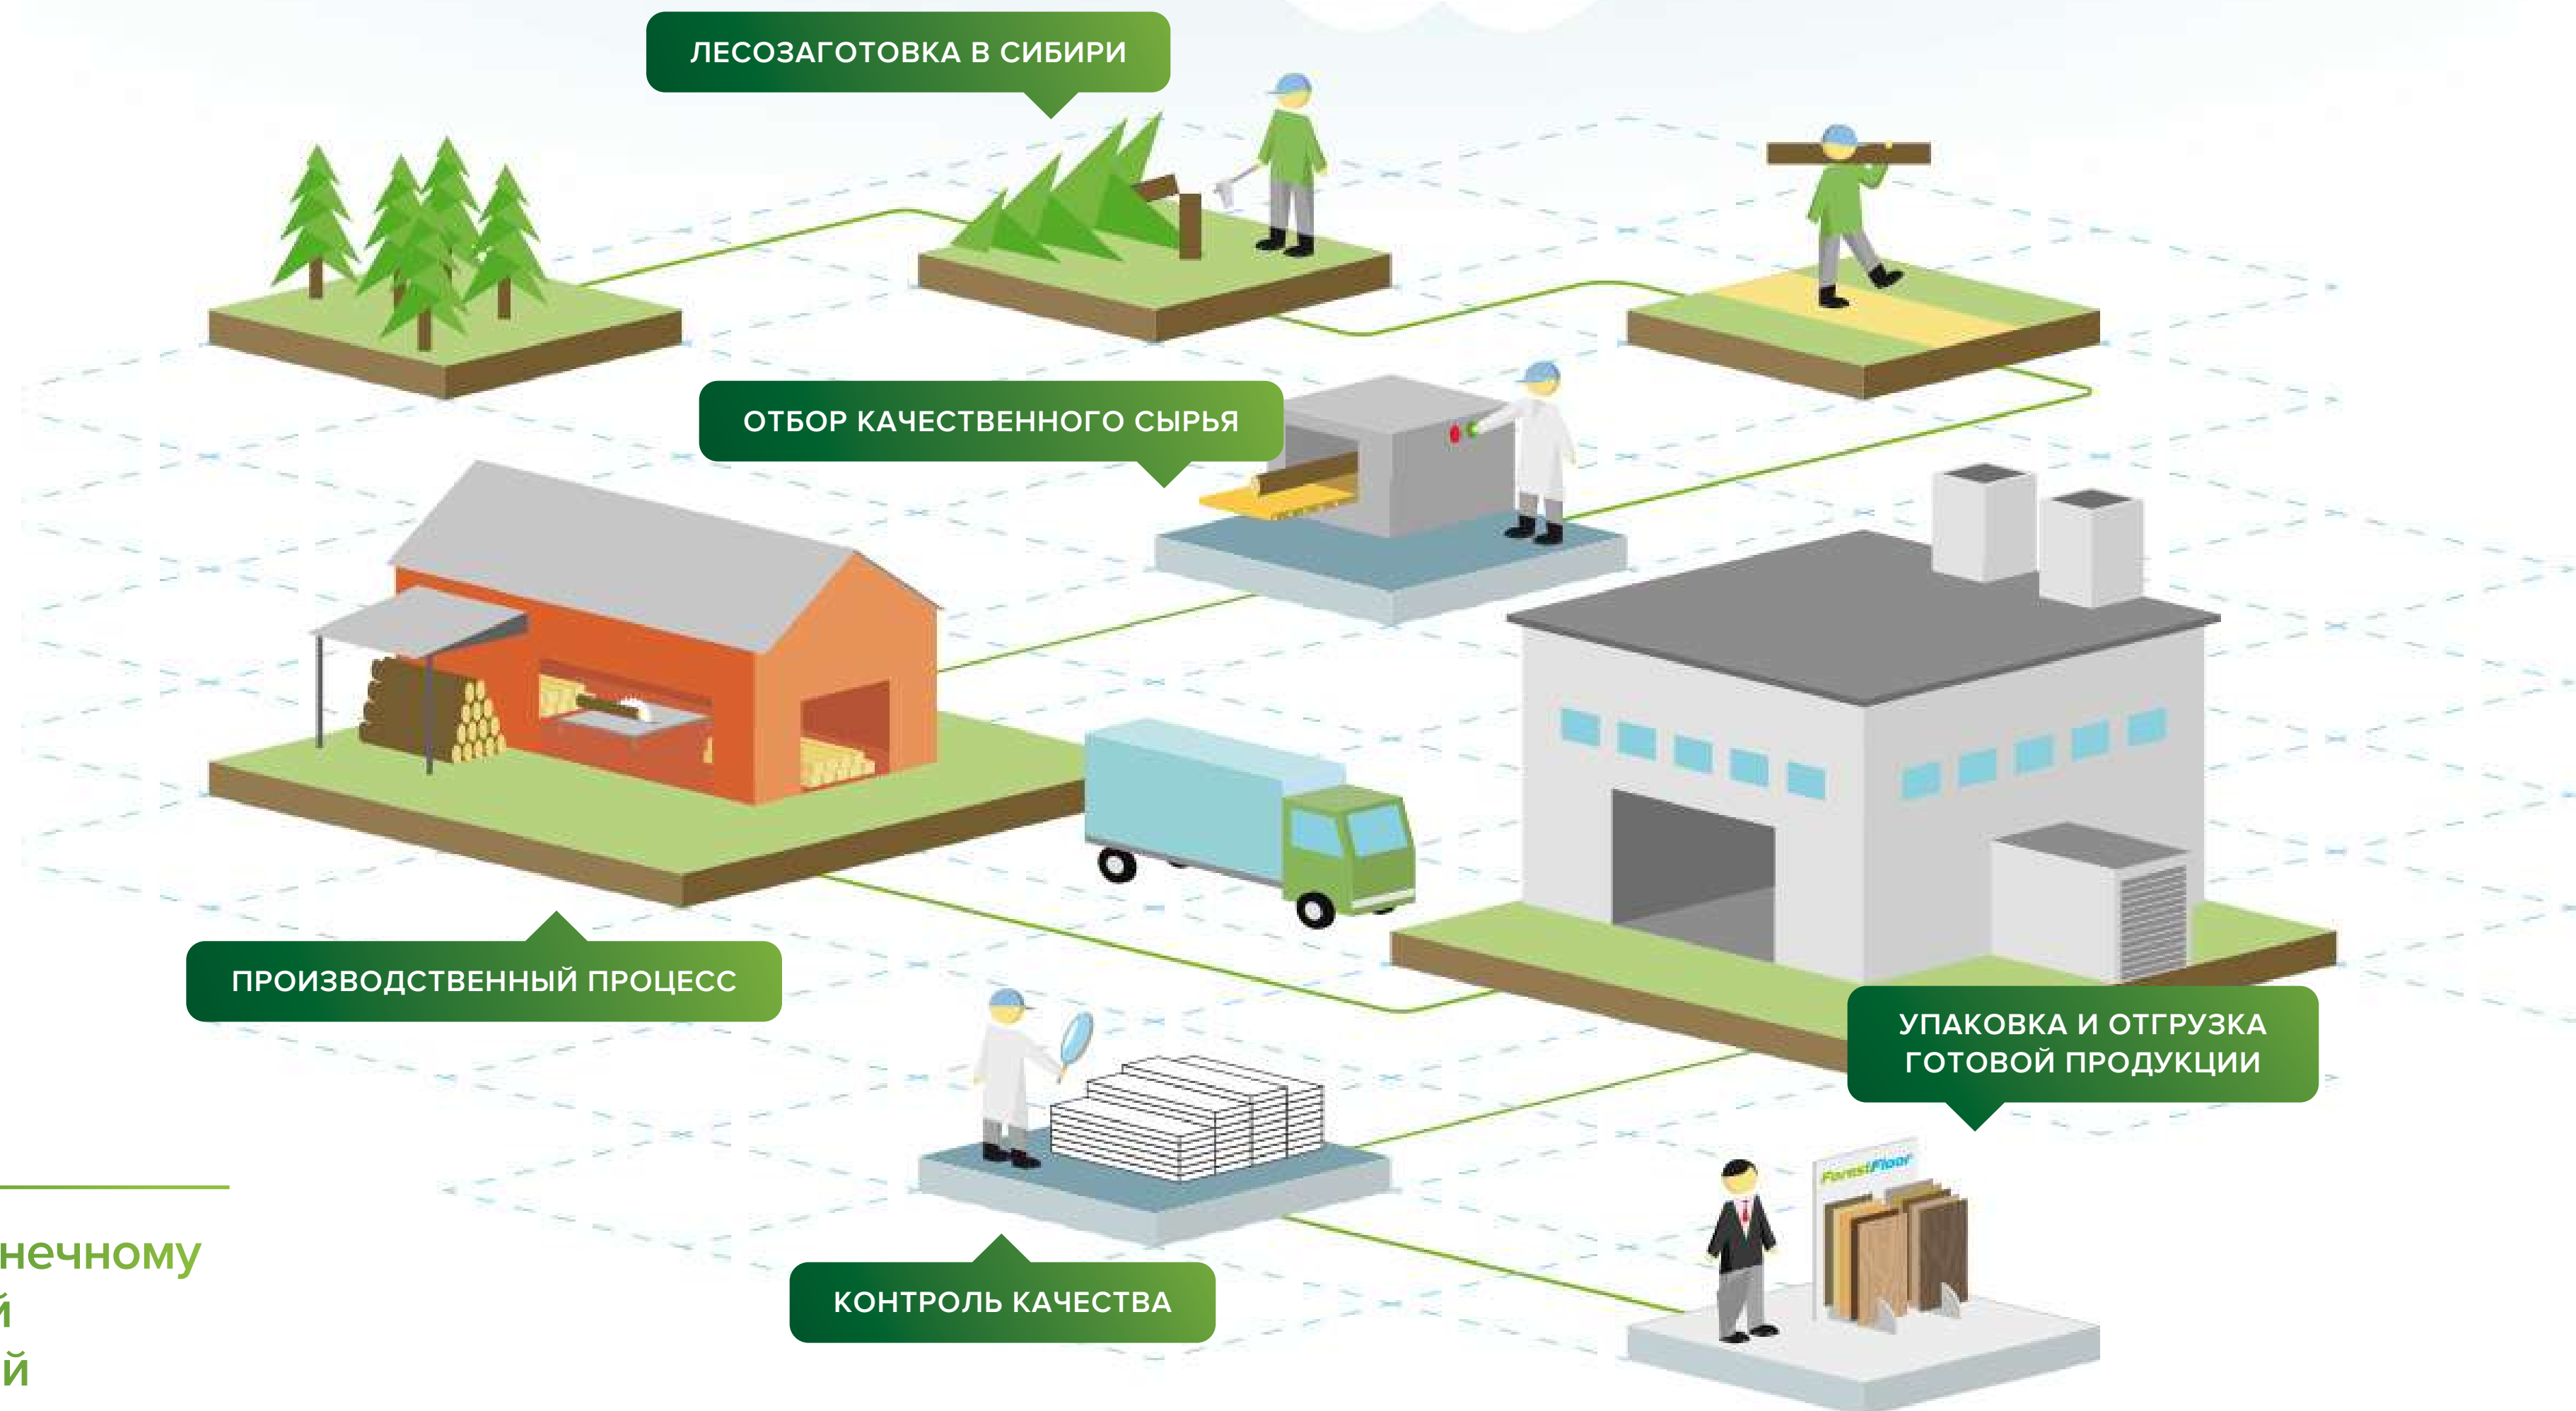 ЛЕСОЗАГОТОВКА В СИБИРИ
ОТБОР КАЧЕСТВЕННОГО СЫРЬЯ
ПРОИЗВОДСТВЕННЫЙ ПРОЦЕСС
УПАКОВКА И ОТГРУЗКА
ГОТОВОЙ ПРОДУКЦИИ
ForestFloor
КОНТРОЛЬ КАЧЕСТВА
нечному
й
й